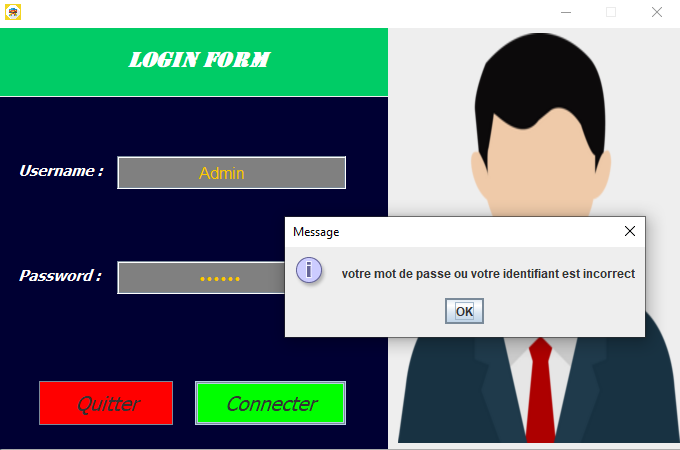 LOGIN FORM
Username :
Admin
Message
votre mot de passe ou votre identifiant est incorrect
Password :
••••••
OK
Quitter
Connecter